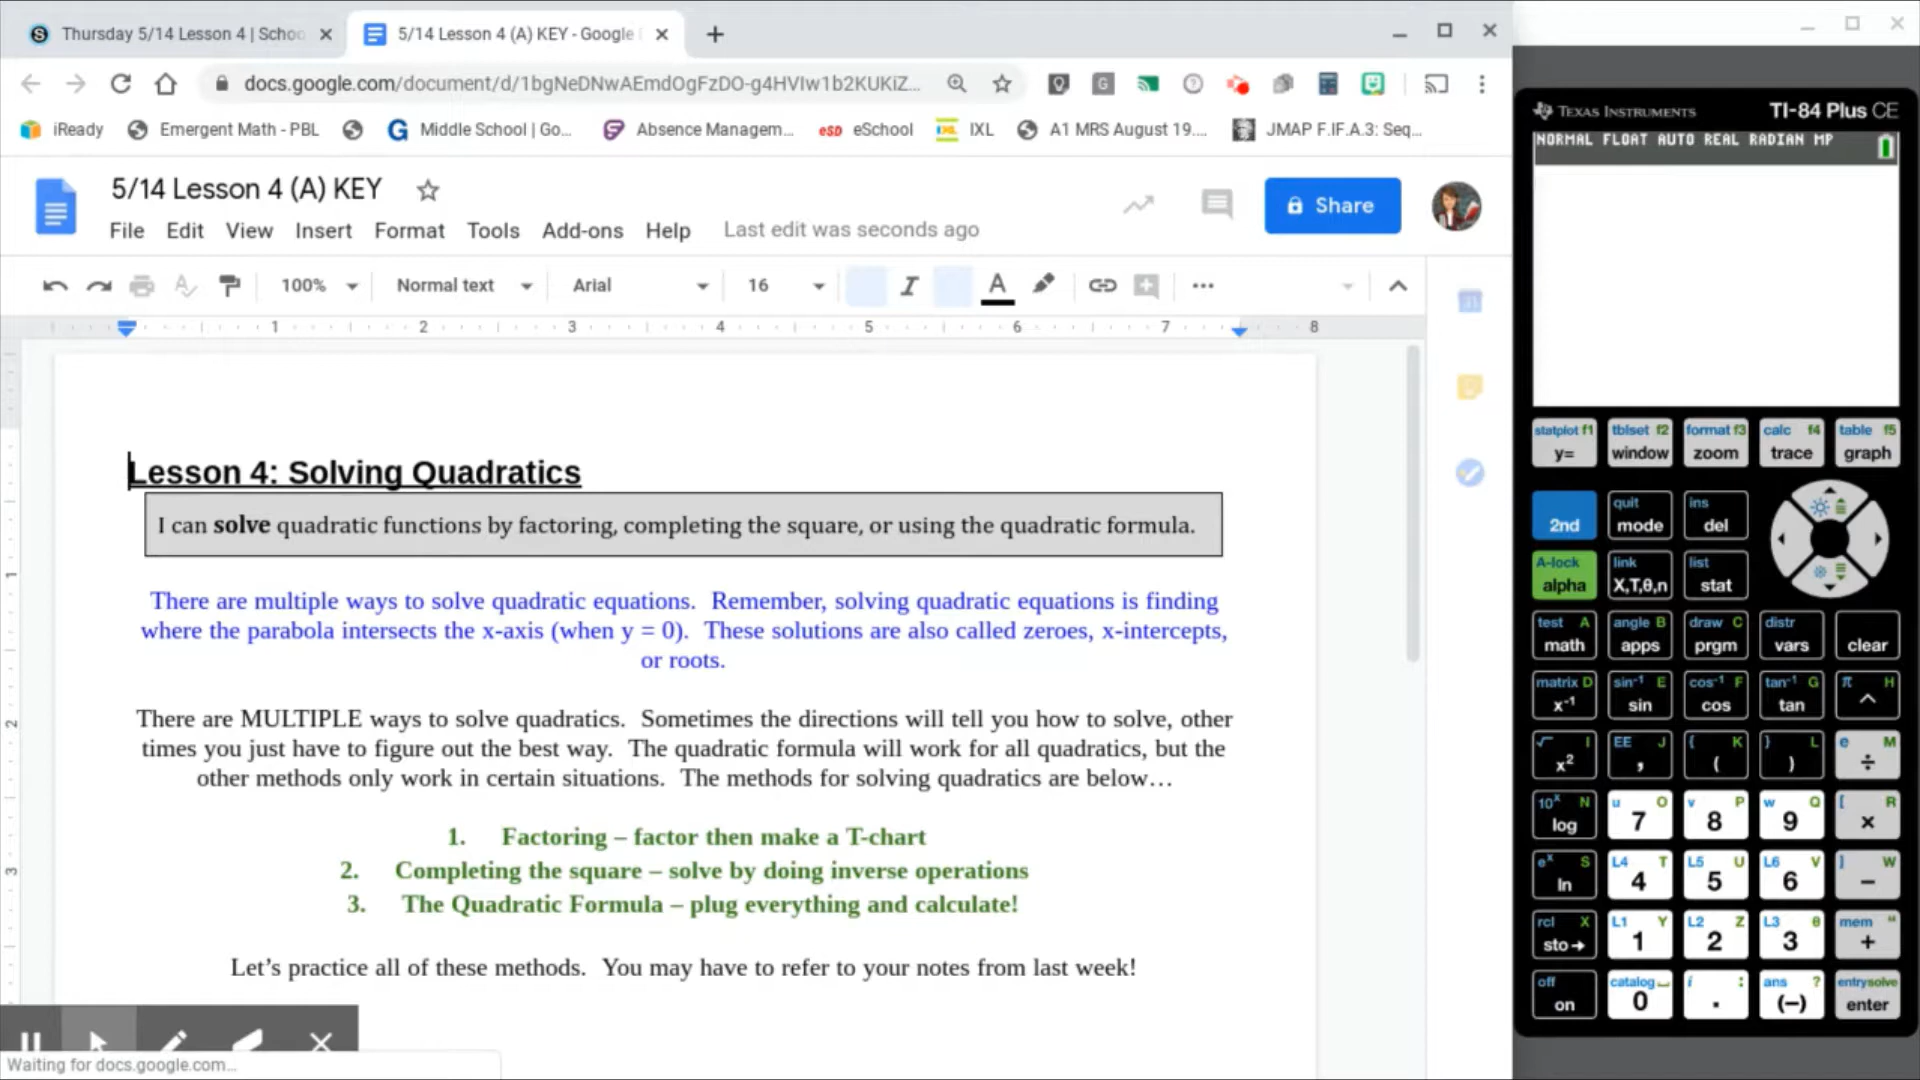 Thursday 5/14 Lesson 4 | Schoo
5/14 Lesson 4 (A) KEY - Google
docs.google.com/document/d/1bgNeDNwAEmdOgFzDO-g4HVIw1b2KUKiZ...
iReady
Emergent Math - PBL
Middle School | Go...
Absence Managem...
eSD eSchool
IXL
A1 MRS August 19....
JMAP F.IF.A.3: Seq...
5/14 Lesson 4 (A) KEY
Share
File Edit View Insert Format Tools Add-ons Help Last edit was seconds ago
100% Normal text Arial 16 A
1 2 3 4 5 6 7 8
Lesson 4: Solving Quadratics
I can solve quadratic functions by factoring, completing the square, or using the quadratic formula.
There are multiple ways to solve quadratic equations. Remember, solving quadratic equations is finding
where the parabola intersects the x-axis (when y = 0). These solutions are also called zeroes, x-intercepts,
or roots.
There are MULTIPLE ways to solve quadratics. Sometimes the directions will tell you how to solve, other
times you just have to figure out the best way. The quadratic formula will work for all quadratics, but the
other methods only work in certain situations. The methods for solving quadratics are below…
1. Factoring – factor then make a T-chart
2. Completing the square – solve by doing inverse operations
3. The Quadratic Formula – plug everything and calculate!
Let’s practice all of these methods. You may have to refer to your notes from last week!
Waiting for docs.google.com...
1
2
3
TEXAS INSTRUMENTS TI-84 Plus CE
NORMAL FLOAT AUTO REAL RADIAN MP
statplot f1 tblset f2 format f3 calc f4 table f5
y= window zoom trace graph
quit ins
2nd mode del
A-lock link list
alpha X,T,θ,n stat
test A angle B draw C distr
math apps prgm vars clear
matrix D sin⁻¹ E cos⁻¹ F tan⁻¹ G π H
x⁻¹ sin cos tan ^
√ I EE J { K } L e M
x² , ( ) ÷
10ˣ N u O v P w Q [ R
log 7 8 9 ×
eˣ S L4 T L5 U L6 V ] W
ln 4 5 6 −
rcl X L1 Y L2 Z L3 θ mem "
sto→ 1 2 3 +
off catalog i : ans ? entry solve
on 0 . (−) enter